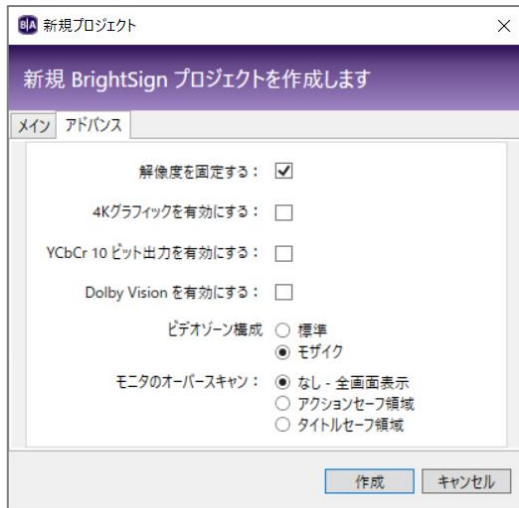 B|A 新規プロジェクト
新規 BrightSign プロジェクトを作成します
メイン アドバンス
解像度を固定する：
4Kグラフィックを有効にする：
YCbCr 10 ビット出力を有効にする：
Dolby Vision を有効にする：
ビデオゾーン構成 標準
モザイク
モニタのオーバースキャン： なし - 全画面表示
アクションセーフ領域
タイトルセーフ領域
作成 キャンセル